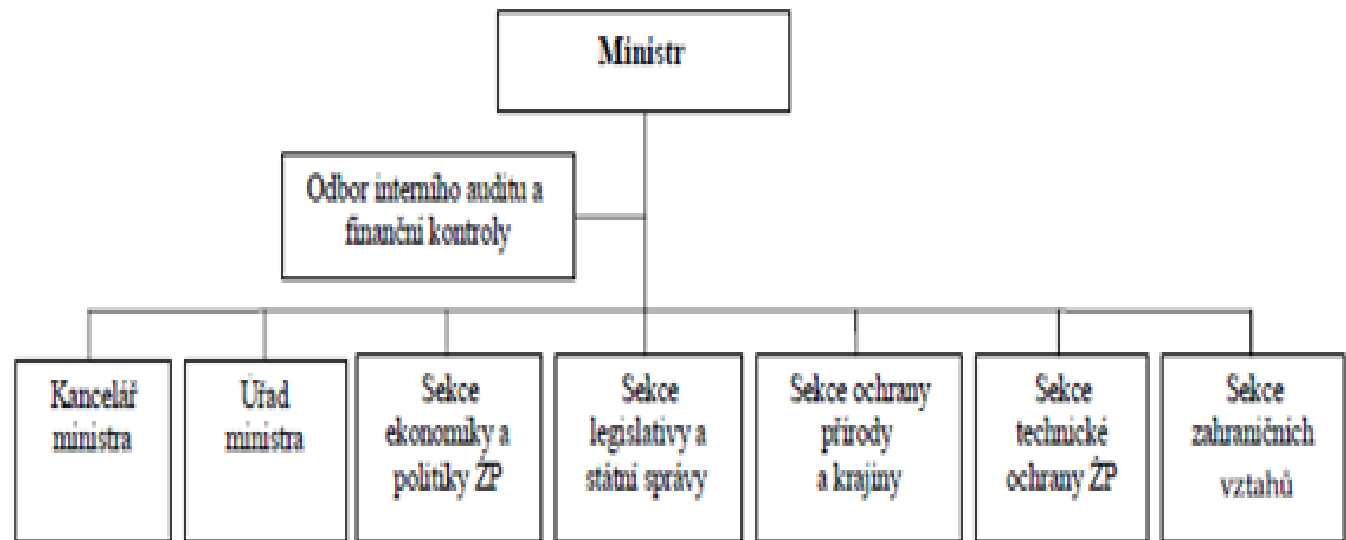 Ministr
Odbor interního auditu a
finanční kontroly
Kancelář
ministra
Úřad
ministra
Sekce
ekonomiky a
politiky ŽP
Sekce
legislativy a
státní správy
Sekce ochrany
přírody
a krajiny
Sekce
technické
ochrany ŽP
Sekce
zahraničních
vztahů